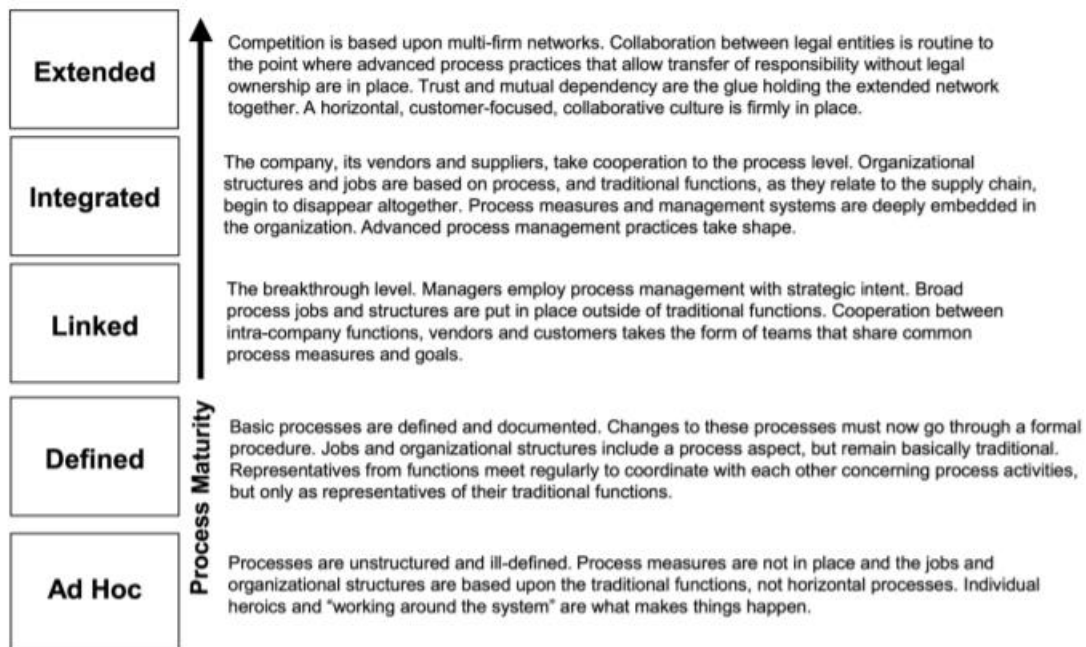 Extended
Competition is based upon multi-firm networks. Collaboration between legal entities is routine to
the point where advanced process practices that allow transfer of responsibility without legal
ownership are in place. Trust and mutual dependency are the glue holding the extended network
together. A horizontal, customer-focused, collaborative culture is firmly in place.
Integrated
The company, its vendors and suppliers, take cooperation to the process level. Organizational
structures and jobs are based on process, and traditional functions, as they relate to the supply chain,
begin to disappear altogether. Process measures and management systems are deeply embedded in
the organization. Advanced process management practices take shape.
Linked
The breakthrough level. Managers employ process management with strategic intent. Broad
process jobs and structures are put in place outside of traditional functions. Cooperation between
intra-company functions, vendors and customers takes the form of teams that share common
process measures and goals.
Process Maturity
Defined
Basic processes are defined and documented. Changes to these processes must now go through a formal
procedure. Jobs and organizational structures include a process aspect, but remain basically traditional.
Representatives from functions meet regularly to coordinate with each other concerning process activities,
but only as representatives of their traditional functions.
Ad Hoc
Processes are unstructured and ill-defined. Process measures are not in place and the jobs and
organizational structures are based upon the traditional functions, not horizontal processes. Individual
heroics and "working around the system" are what makes things happen.